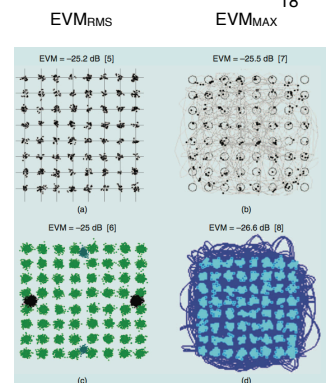 18
EVMRMS EVMMAX
EVM = –25.2 dB [5] EVM = –25.5 dB [7]
(a) (b)
EVM = –25 dB [6] EVM = –26.6 dB [8]
(c) (d)